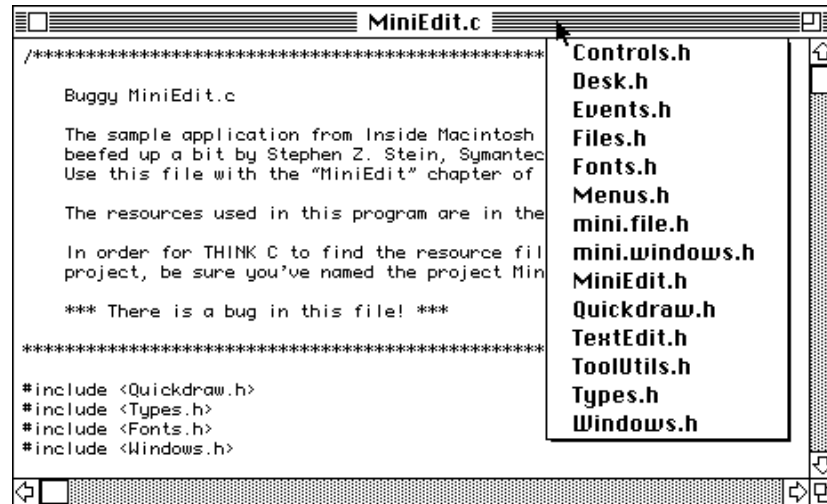 MiniEdit.c
/************************************************
Buggy MiniEdit.c
The sample application from Inside Macintosh
beefed up a bit by Stephen Z. Stein, Symantec
Use this file with the “MiniEdit” chapter of
The resources used in this program are in the
In order for THINK C to find the resource fil
project, be sure you've named the project Min
*** There is a bug in this file! ***
*************************************************
#include <Quickdraw.h>
#include <Types.h>
#include <Fonts.h>
#include <Windows.h>
Controls.h
Desk.h
Events.h
Files.h
Fonts.h
Menus.h
mini.file.h
mini.windows.h
MiniEdit.h
Quickdraw.h
TextEdit.h
ToolUtils.h
Types.h
Windows.h